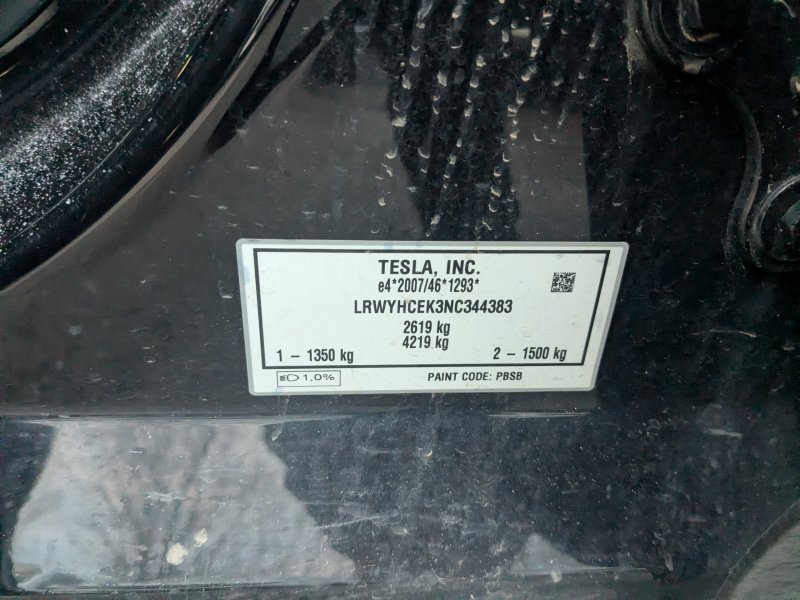 TESLA, INC.
e4*2007/46*1293*
LRWYHCEK3NC344383
2619 kg
4219 kg
1 – 1350 kg 2 – 1500 kg
1,0% PAINT CODE: PBSB